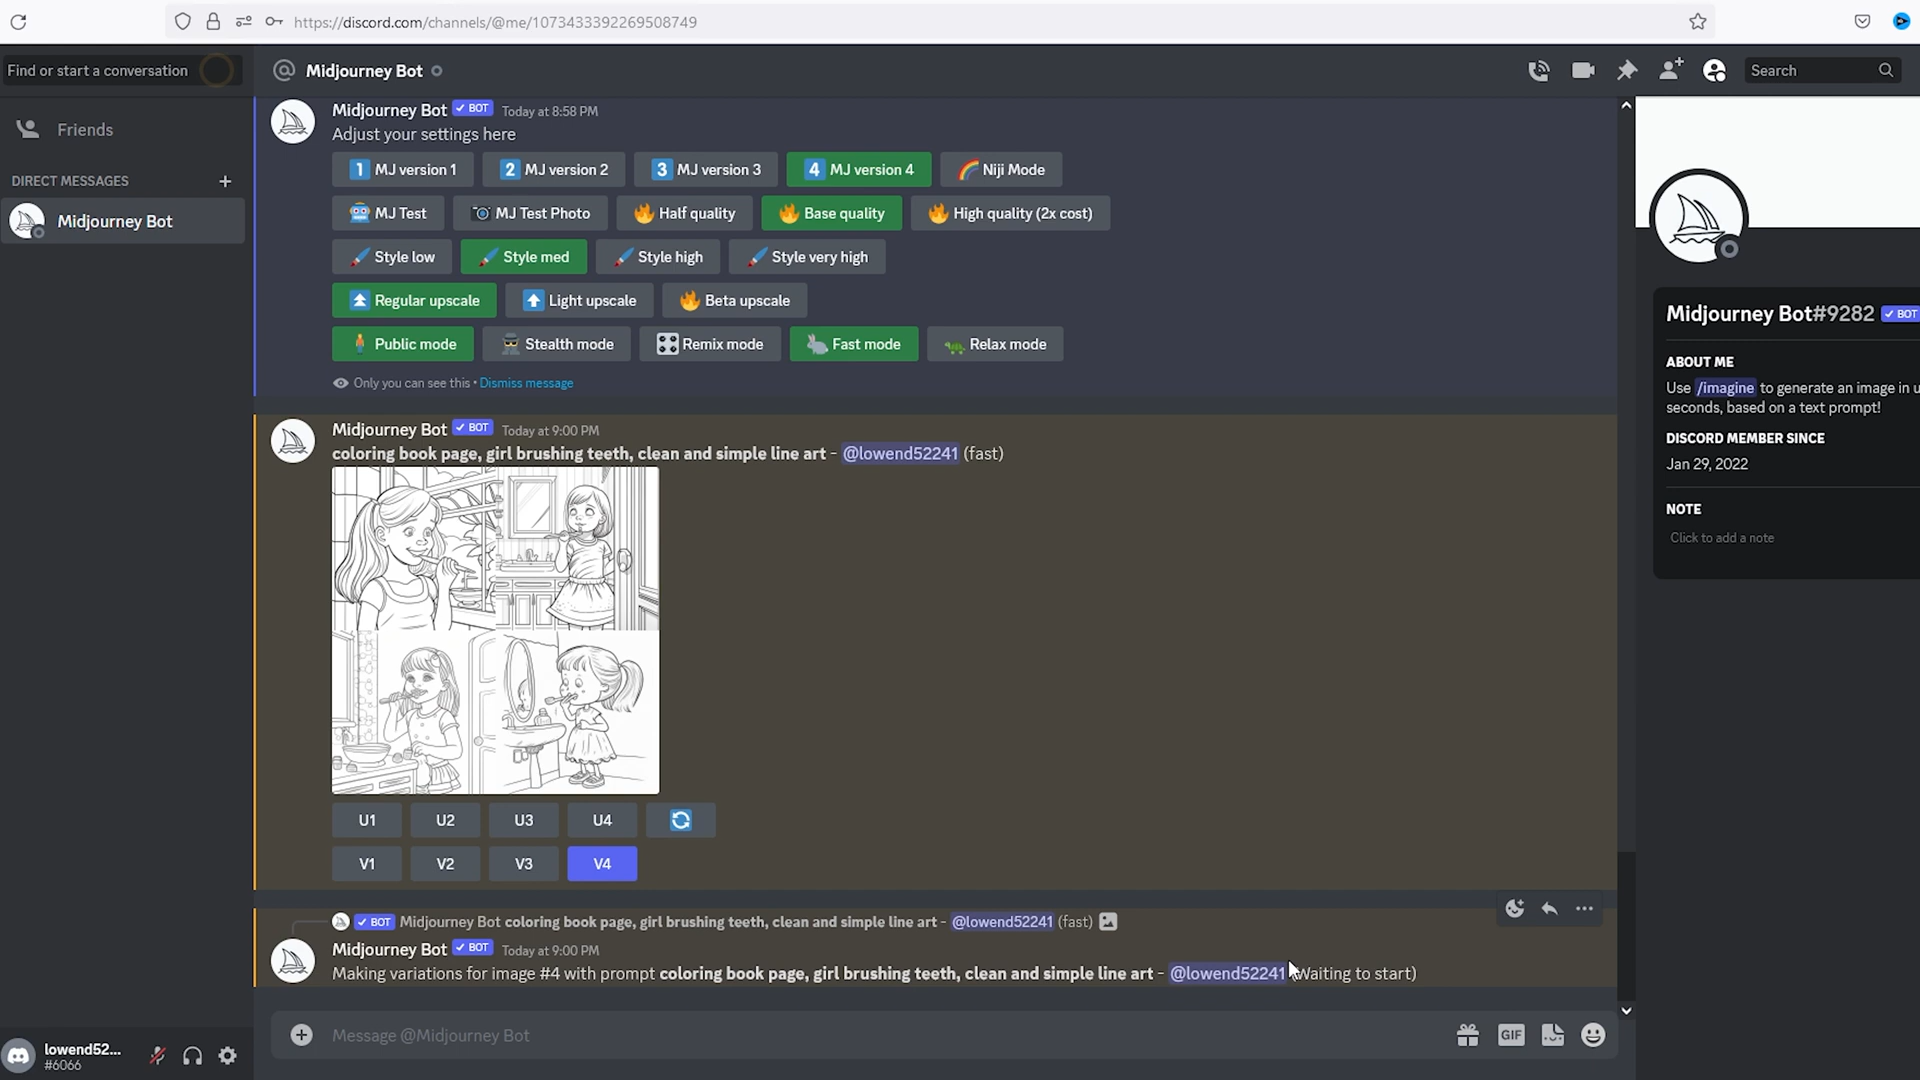 https://discord.com/channels/@me/1073433392269508749
Find or start a conversation
Midjourney Bot
Search
Friends
DIRECT MESSAGES
Midjourney Bot
Midjourney Bot BOT Today at 8:58 PM
Adjust your settings here
1 MJ version 1 2 MJ version 2 3 MJ version 3 4 MJ version 4 Niji Mode
MJ Test MJ Test Photo Half quality Base quality High quality (2x cost)
Style low Style med Style high Style very high
Regular upscale Light upscale Beta upscale
Public mode Stealth mode Remix mode Fast mode Relax mode
Only you can see this • Dismiss message
Midjourney Bot BOT Today at 9:00 PM
coloring book page, girl brushing teeth, clean and simple line art - @lowend52241 (fast)
U1 U2 U3 U4
V1 V2 V3 V4
BOT Midjourney Bot coloring book page, girl brushing teeth, clean and simple line art - @lowend52241 (fast)
Midjourney Bot BOT Today at 9:00 PM
Making variations for image #4 with prompt coloring book page, girl brushing teeth, clean and simple line art - @lowend52241 (Waiting to start)
Message @Midjourney Bot
GIF
lowend52...
#6066
Midjourney Bot#9282 BOT
ABOUT ME
Use /imagine to generate an image in u
seconds, based on a text prompt!
DISCORD MEMBER SINCE
Jan 29, 2022
NOTE
Click to add a note